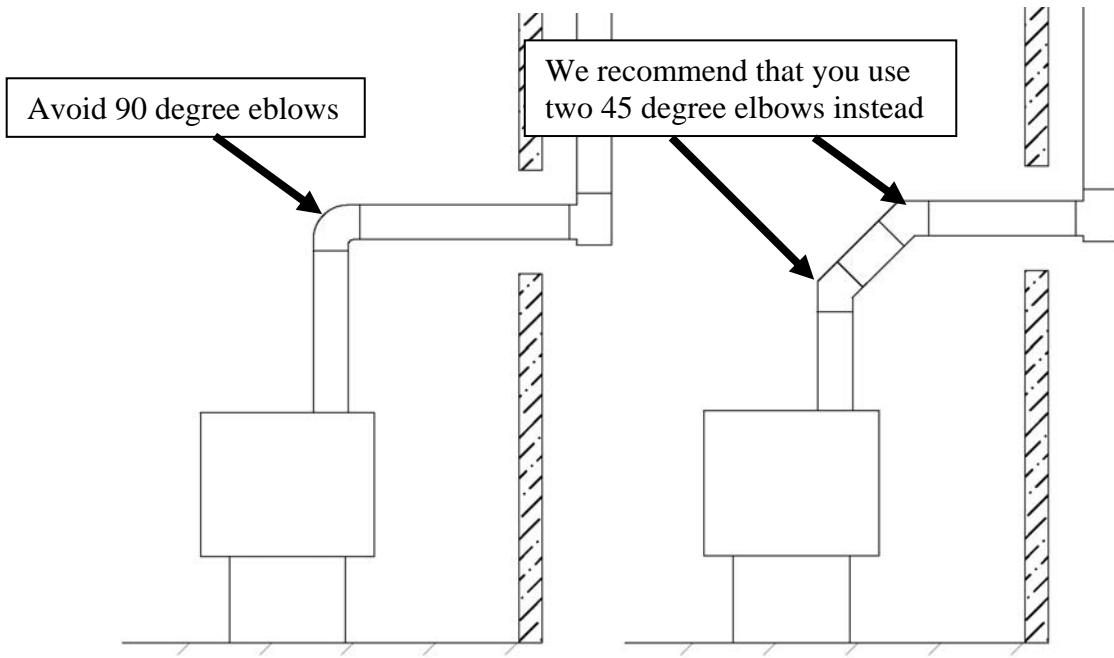 Avoid 90 degree eblows
We recommend that you use
two 45 degree elbows instead